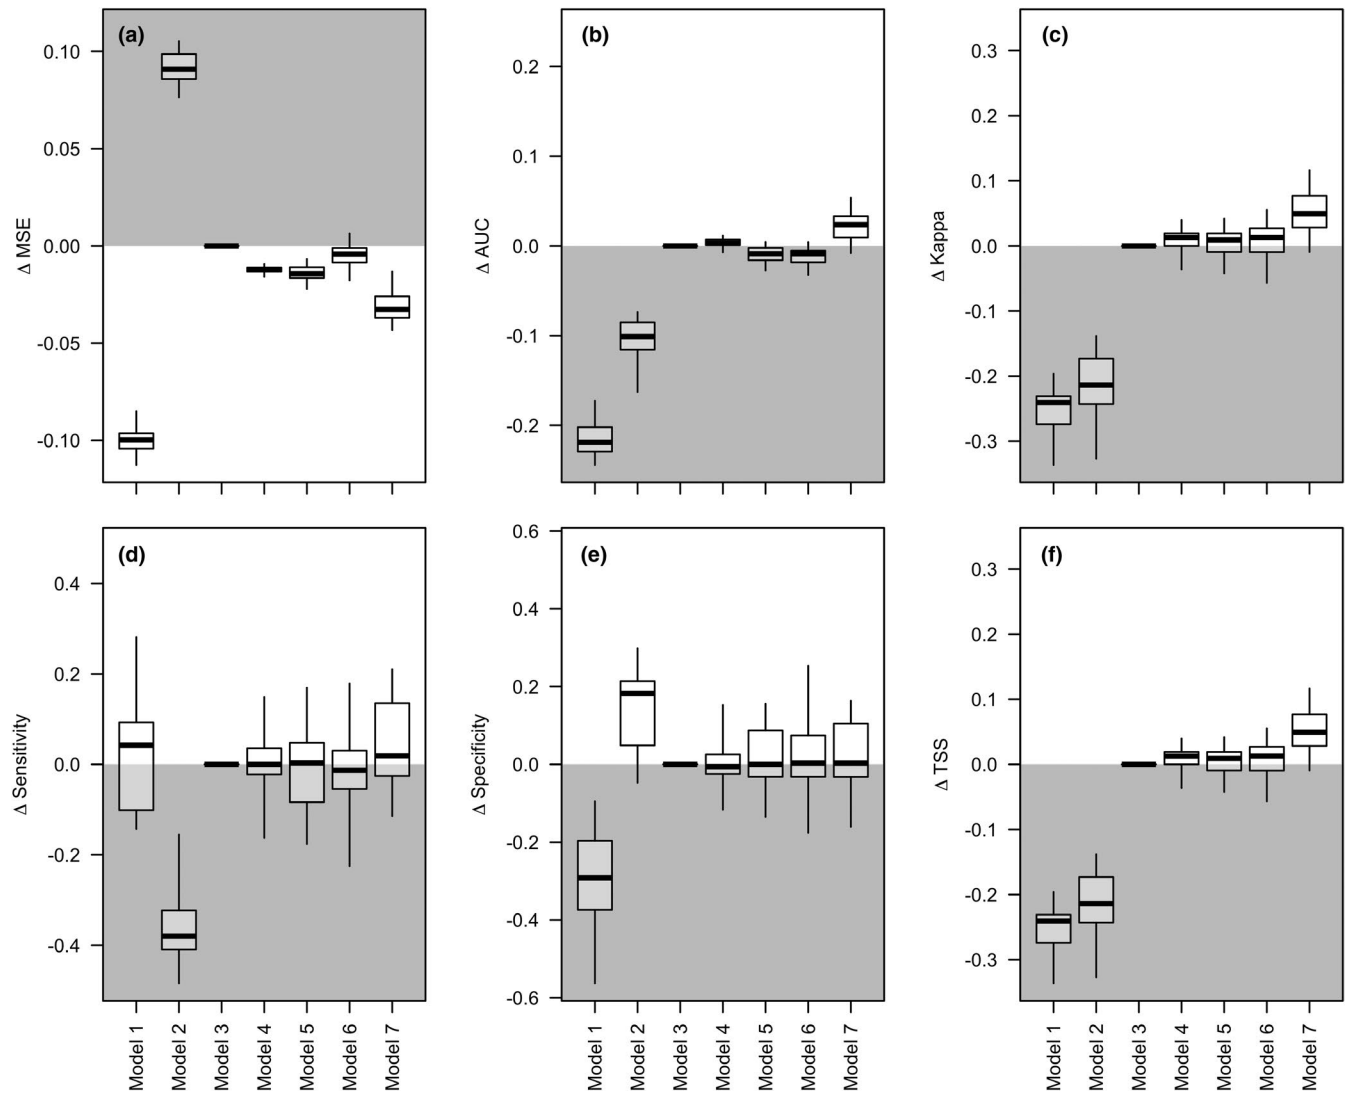 (a)
Δ MSE
0.10
0.05
0.00
-0.05
-0.10
(b)
Δ AUC
0.2
0.1
0.0
-0.1
-0.2
(c)
Δ Kappa
0.3
0.2
0.1
0.0
-0.1
-0.2
-0.3
(d)
Δ Sensitivity
0.4
0.2
0.0
-0.2
-0.4
Model 1
Model 2
Model 3
Model 4
Model 5
Model 6
Model 7
(e)
Δ Specificity
0.6
0.4
0.2
0.0
-0.2
-0.4
-0.6
Model 1
Model 2
Model 3
Model 4
Model 5
Model 6
Model 7
(f)
Δ TSS
0.3
0.2
0.1
0.0
-0.1
-0.2
-0.3
Model 1
Model 2
Model 3
Model 4
Model 5
Model 6
Model 7